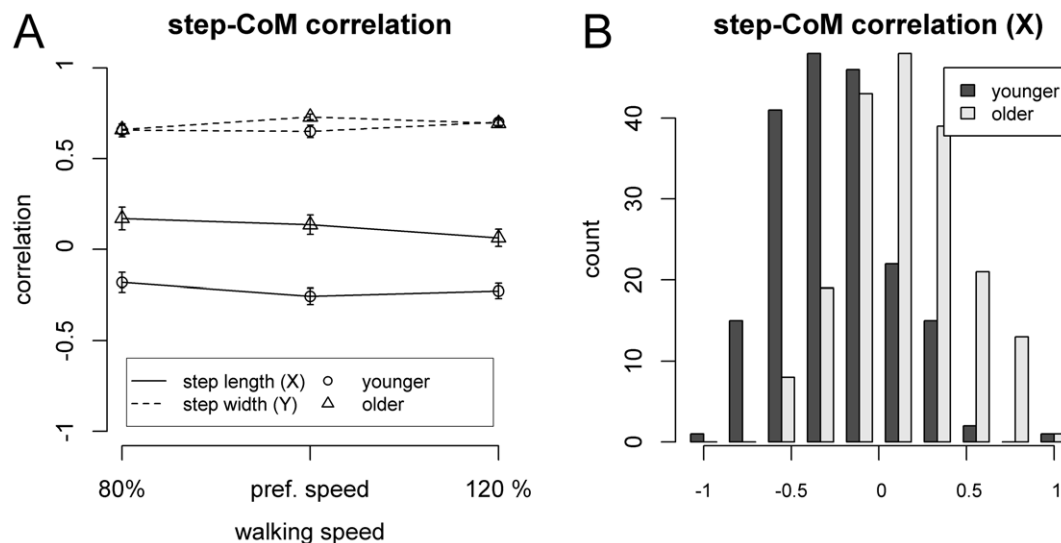 A
step-CoM correlation
1
0.5
0
-0.5
-1
correlation
step length (X) younger
step width (Y) older
80% pref. speed 120 %
walking speed
B
step-CoM correlation (X)
younger
older
40
30
20
10
0
count
-1 -0.5 0 0.5 1